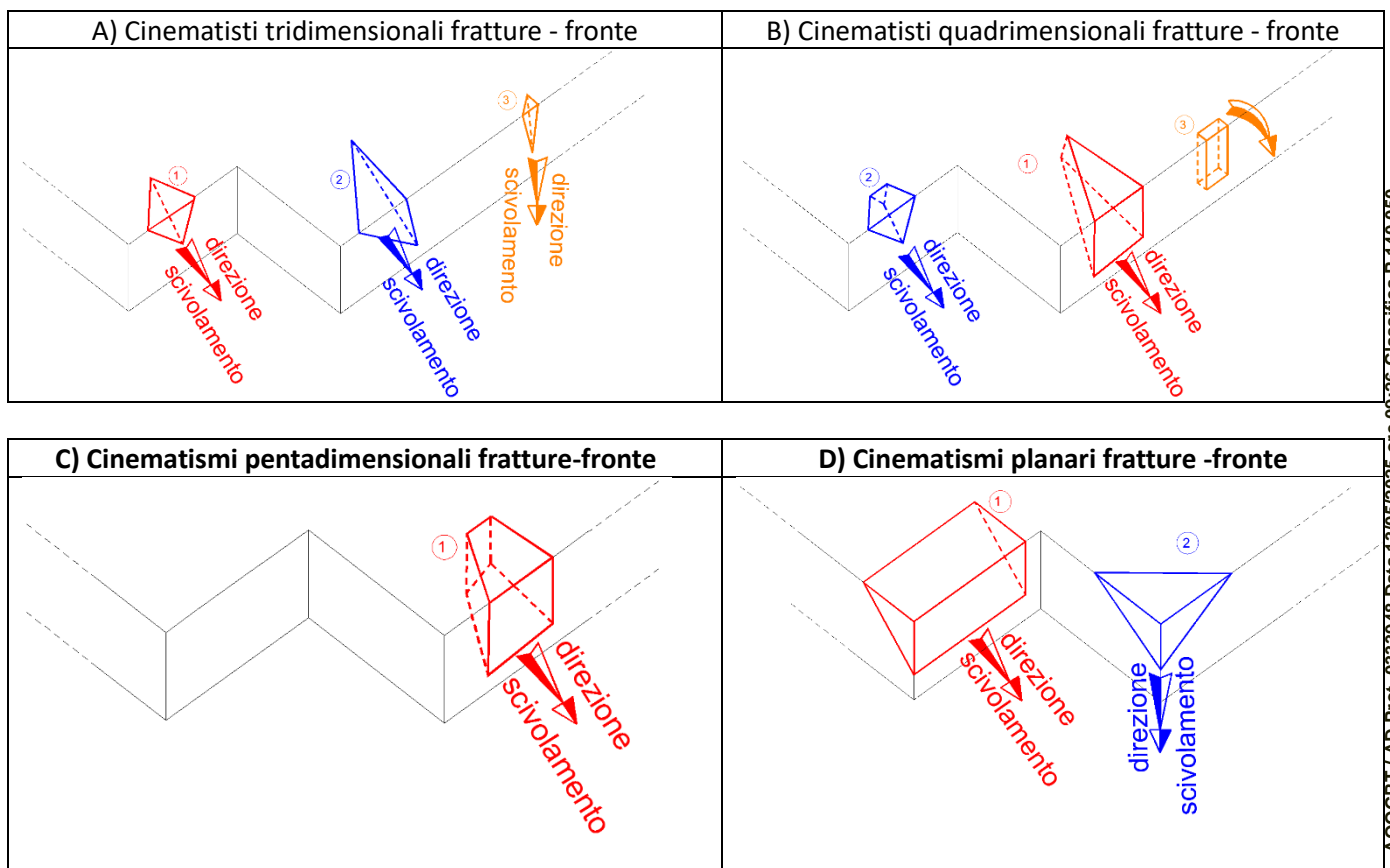 A) Cinematisti tridimensionali fratture - fronte
B) Cinematisti quadrimensionali fratture - fronte
1
direzione
scivolamento
2
direzione
scivolamento
3
direzione
scivolamento
2
direzione
scivolamento
1
direzione
scivolamento
3
C) Cinematismi pentadimensionali fratture-fronte
D) Cinematismi planari fratture -fronte
1
direzione
scivolamento
1
direzione
scivolamento
2
direzione
scivolamento